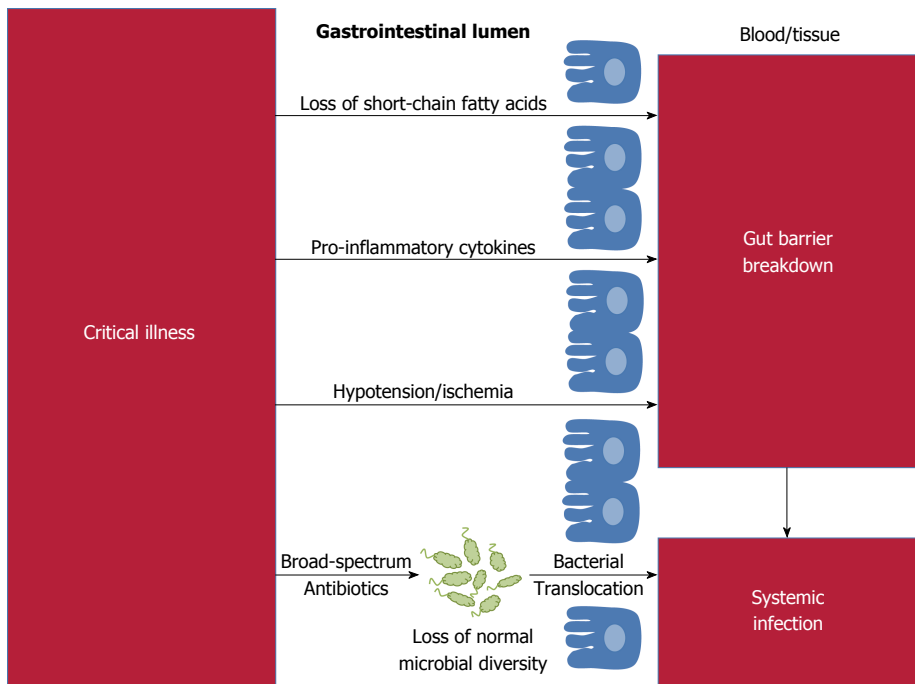 Gastrointestinal lumen
Blood/tissue
Loss of short-chain fatty acids
Pro-inflammatory cytokines
Gut barrier
breakdown
Critical illness
Hypotension/ischemia
Broad-spectrum
Antibiotics
Bacterial
Translocation
Loss of normal
microbial diversity
Systemic
infection